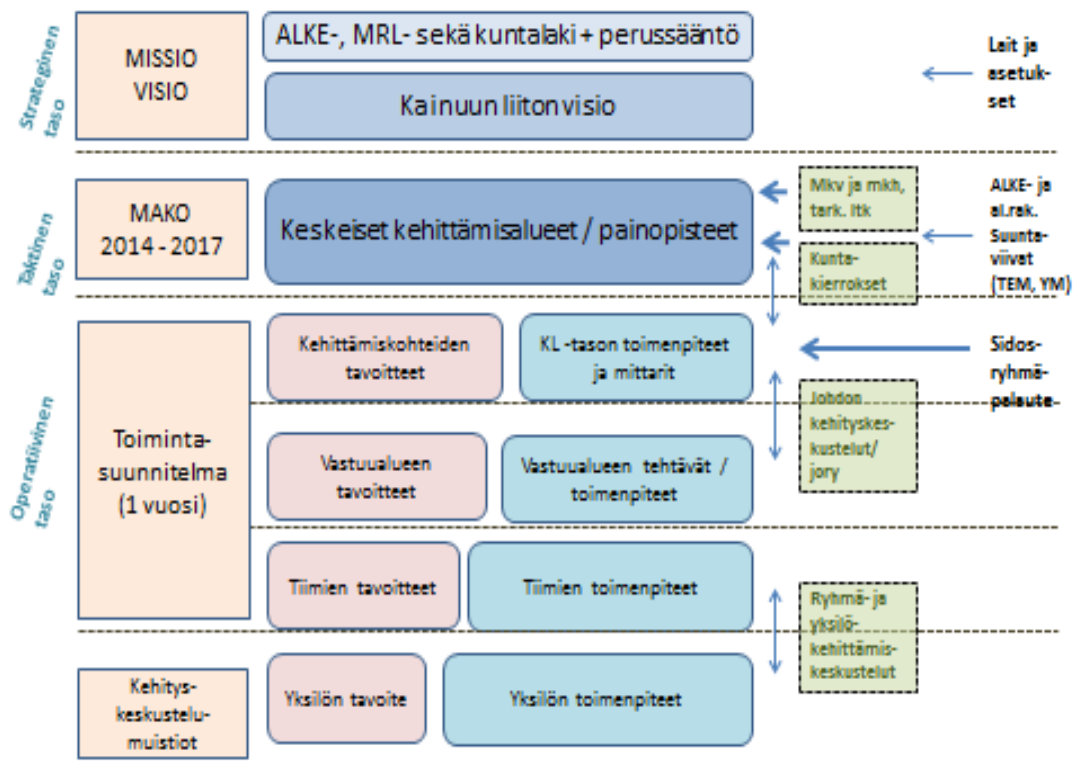 Strateginen
taso
MISSIO
VISIO
ALKE-, MRL- sekä kuntalaki + perussääntö
Kainuun liiton visio
Lait ja
asetuk-
set
Taktinen
taso
MAKO
2014 - 2017
Keskeiset kehittämisalueet / painopisteet
Mkv ja mkh,
tark. ltk
Kunta-
kierrokset
ALKE- ja
al.rak.
Suunta-
viivat
(TEM, YM)
Operatiivinen
taso
Toiminta-
suunnitelma
(1 vuosi)
Kehittämiskohteiden
tavoitteet
KL -tason toimenpiteet
ja mittarit
Sidos-
ryhmä-
palaute
Vastuualueen
tavoitteet
Vastuualueen tehtävät /
toimenpiteet
Johdon
kehityskes-
kustelut/
jory
Tiimien tavoitteet
Tiimien toimenpiteet
Ryhmä- ja
yksilö-
kehittämis-
keskustelut
Kehitys-
keskustelu-
muistiot
Yksilön tavoite
Yksilön toimenpiteet